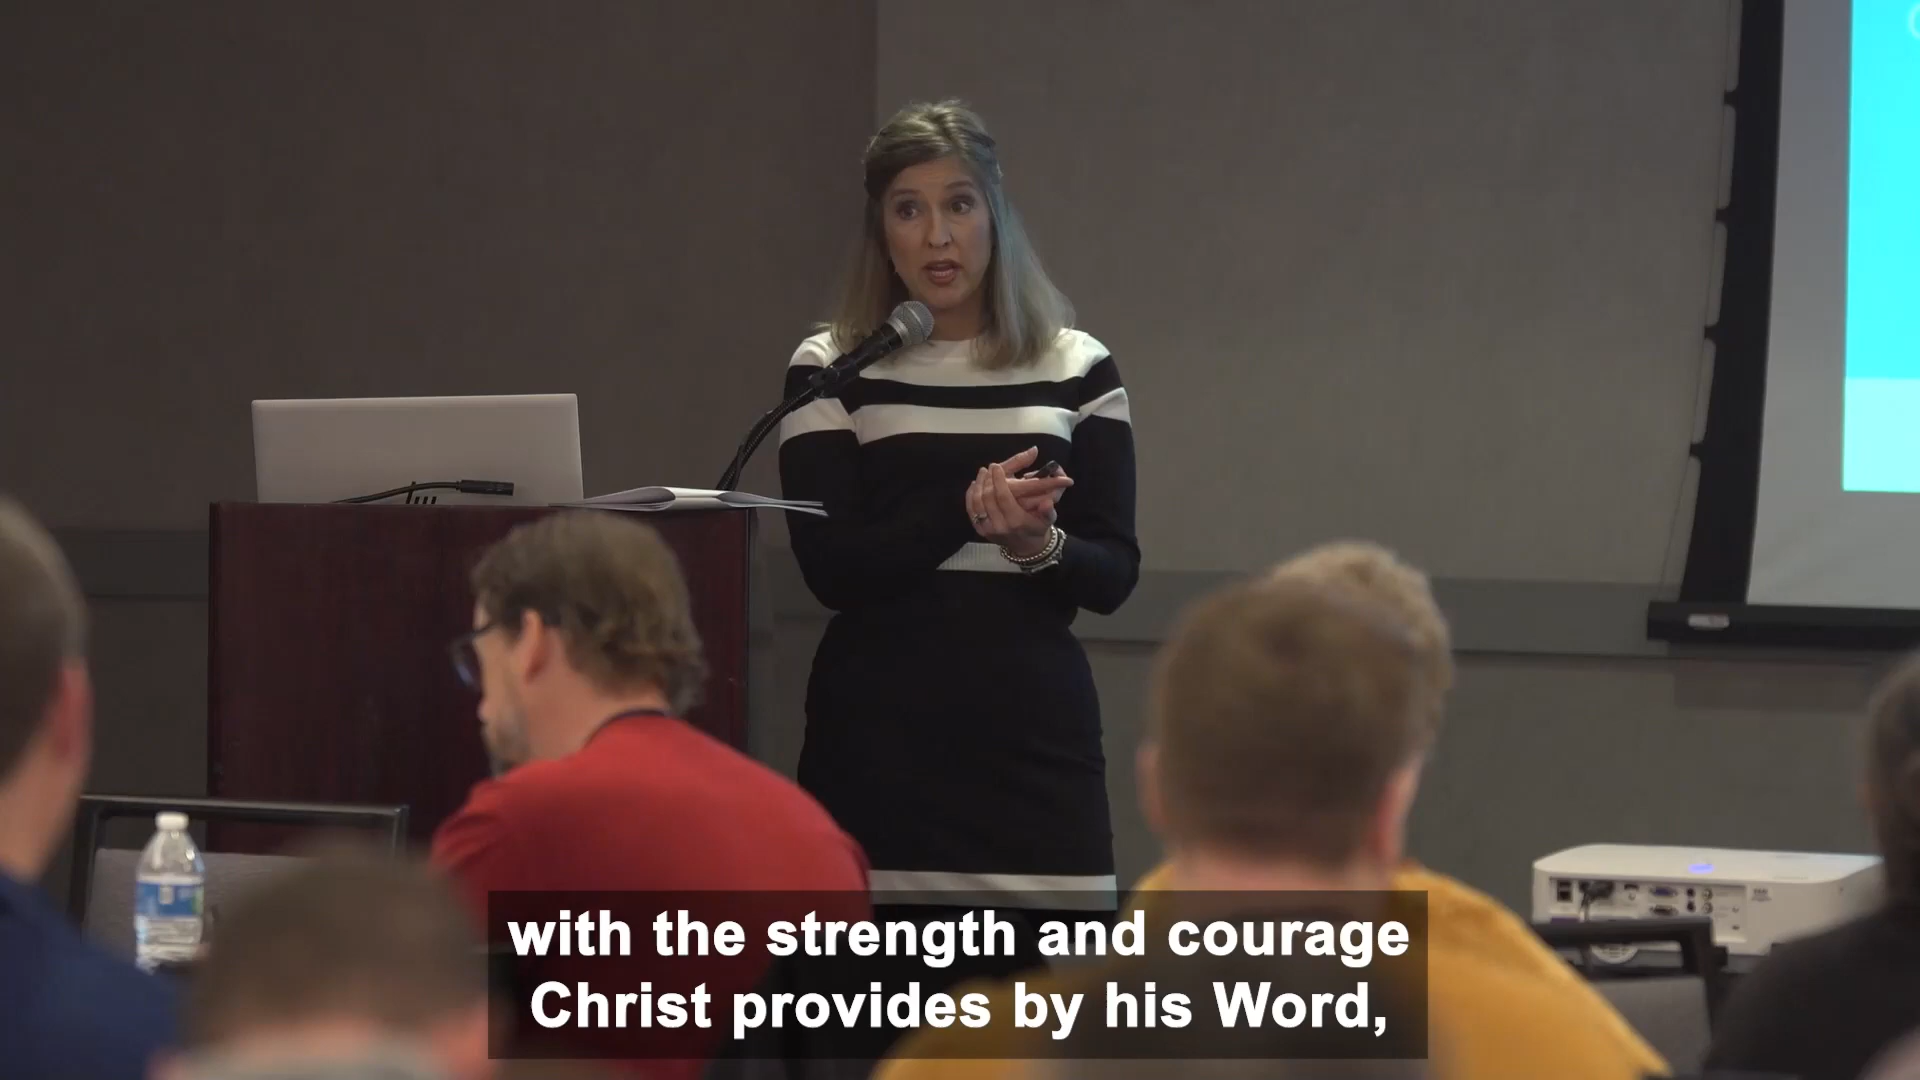 with the strength and courage
Christ provides by his Word,